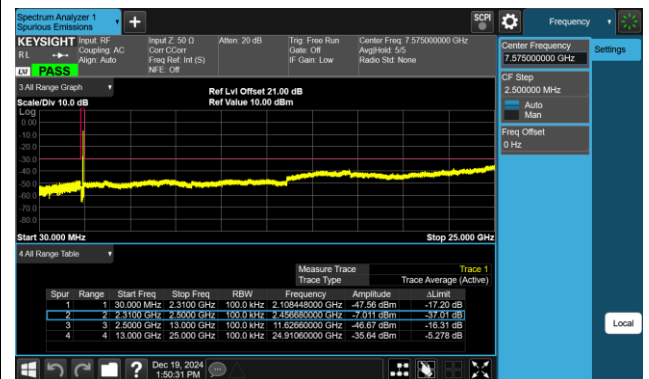 Spectrum Analyzer 1
Spurious Emissions
SCPI
Frequency
KEYSIGHT
RL
PASS
Input: RF
Coupling: AC
Align: Auto
Input Z: 50 Ω
Corr CCorr
Freq Ref: Int (S)
NFE: Off
Atten: 20 dB
Trig: Free Run
Gate: Off
IF Gain: Low
Center Freq: 7.575000000 GHz
Avg|Hold: 5/5
Radio Std: None
3 All Range Graph
Scale/Div 10.0 dB
Ref Lvl Offset 21.00 dB
Ref Value 10.00 dBm
Log
0.00
-10.0
-20.0
-30.0
-40.0
-50.0
-60.0
-70.0
-80.0
Start 30.000 MHz
Stop 25.000 GHz
4 All Range Table
Measure Trace Trace 1
Trace Type Trace Average (Active)
Spur Range Start Freq Stop Freq RBW Frequency Amplitude ΔLimit
1 1 30.000 MHz 2.3100 GHz 100.0 kHz 2.108448000 GHz -47.56 dBm -17.20 dB
2 2 2.3100 GHz 2.5000 GHz 100.0 kHz 2.456680000 GHz -7.011 dBm -37.01 dB
3 3 2.5000 GHz 13.000 GHz 100.0 kHz 11.62660000 GHz -46.67 dBm -16.31 dB
4 4 13.000 GHz 25.000 GHz 100.0 kHz 24.91060000 GHz -35.64 dBm -5.278 dB
Center Frequency
7.575000000 GHz
Settings
CF Step
2.500000 MHz
Auto
Man
Freq Offset
0 Hz
Local
?
Dec 19, 2024
1:50:31 PM